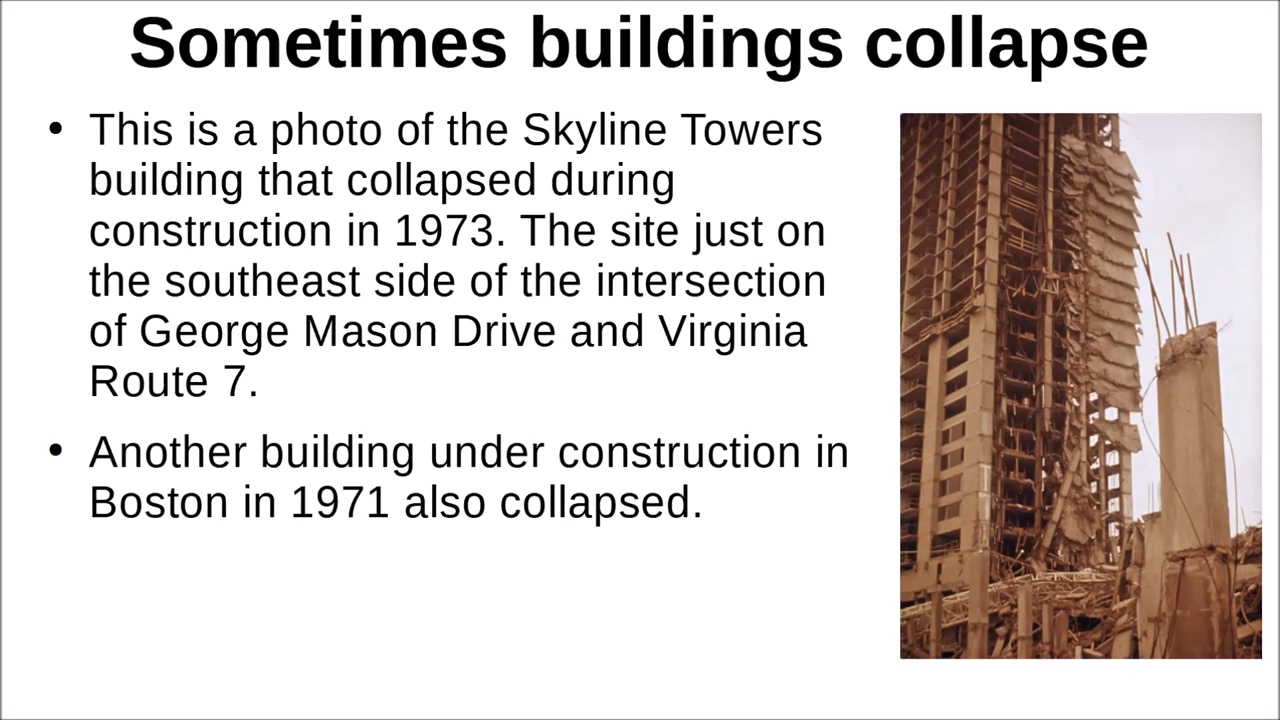 Sometimes buildings collapse
• This is a photo of the Skyline Towers
building that collapsed during
construction in 1973. The site just on
the southeast side of the intersection
of George Mason Drive and Virginia
Route 7.
• Another building under construction in
Boston in 1971 also collapsed.